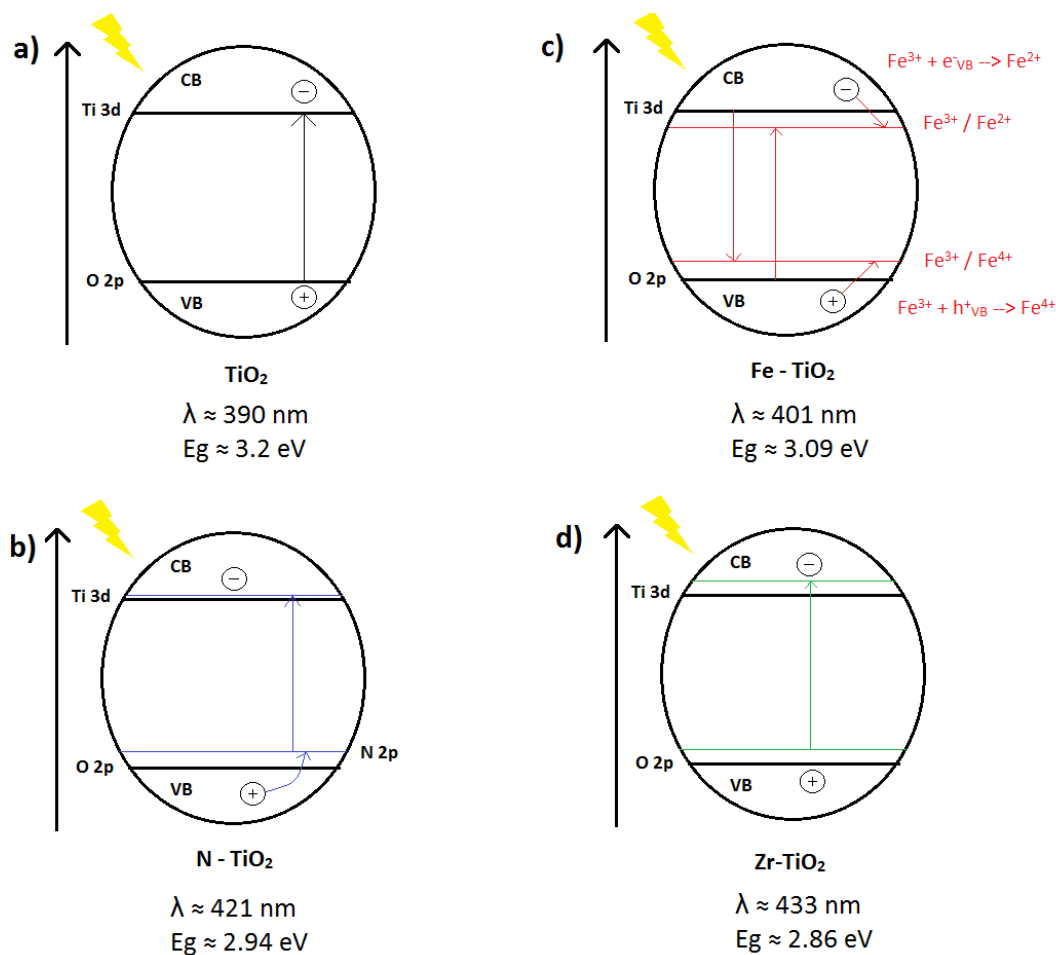 a)
CB
Ti 3d
O 2p
VB
TiO₂
λ ≈ 390 nm
Eg ≈ 3.2 eV
c)
CB
Fe³⁺ + e⁻VB --> Fe²⁺
Ti 3d
Fe³⁺ / Fe²⁺
Fe³⁺ / Fe⁴⁺
O 2p
VB
Fe³⁺ + h⁺VB --> Fe⁴⁺
Fe - TiO₂
λ ≈ 401 nm
Eg ≈ 3.09 eV
b)
CB
Ti 3d
N 2p
O 2p
VB
N - TiO₂
λ ≈ 421 nm
Eg ≈ 2.94 eV
d)
CB
Ti 3d
O 2p
VB
Zr-TiO₂
λ ≈ 433 nm
Eg ≈ 2.86 eV